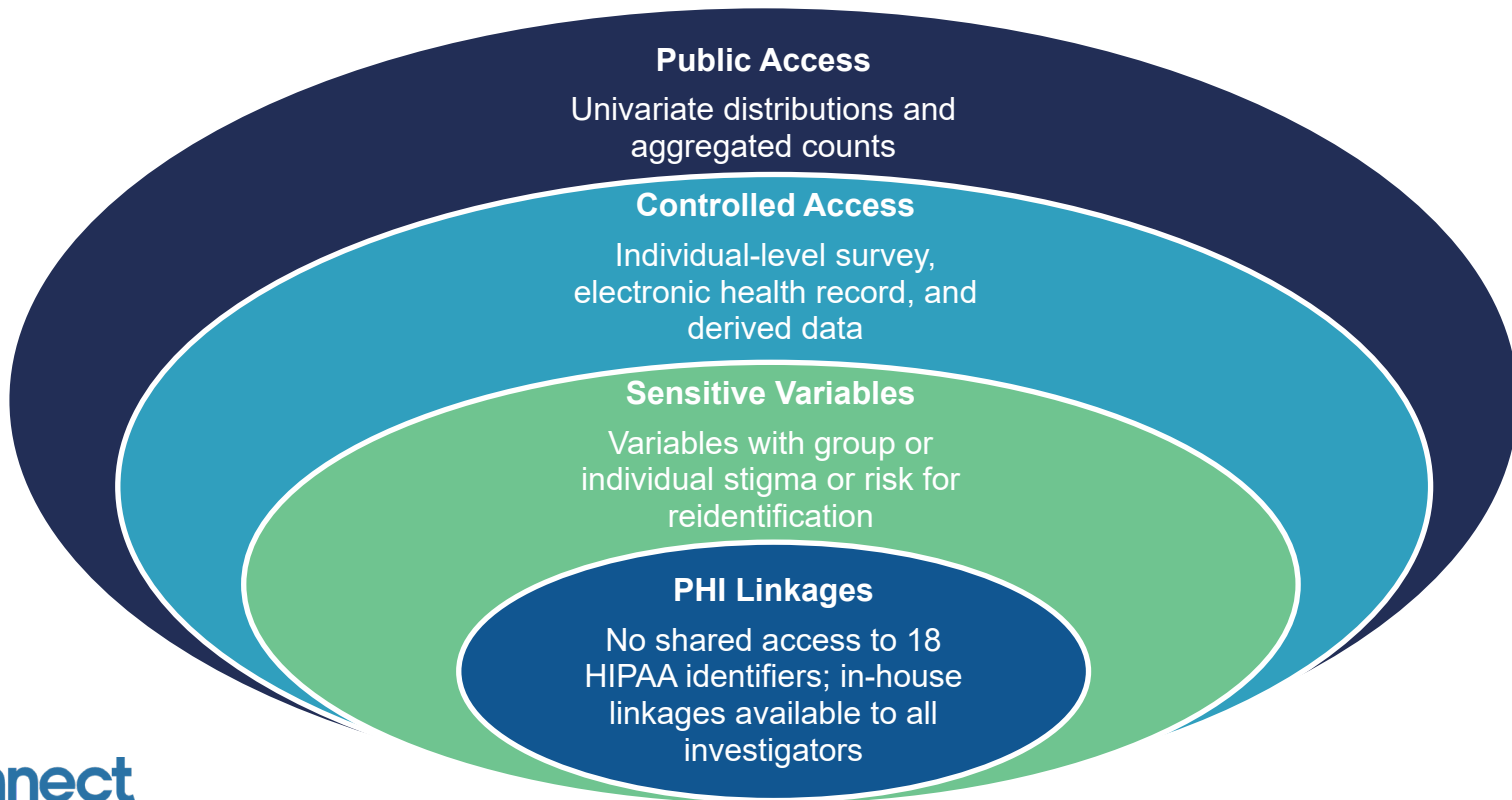 Public Access
Univariate distributions and
aggregated counts
Controlled Access
Individual-level survey,
electronic health record, and
derived data
Sensitive Variables
Variables with group or
individual stigma or risk for
reidentification
PHI Linkages
No shared access to 18
HIPAA identifiers; in-house
linkages available to all
investigators
nnect